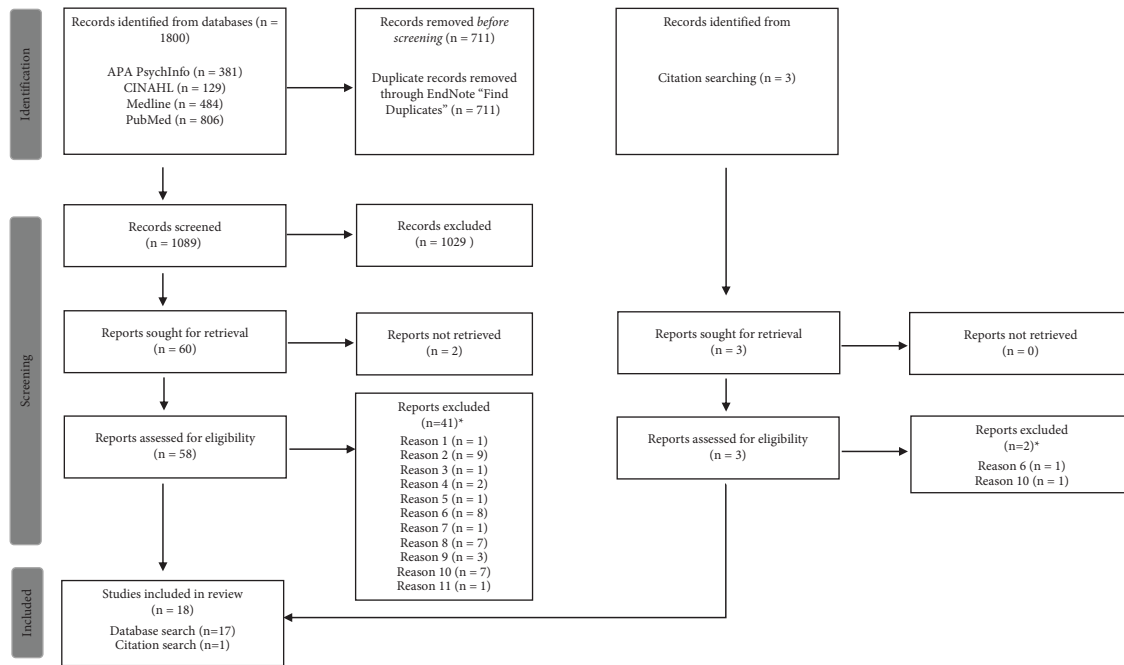 Identification
Records identified from databases (n =
1800)
APA PsychInfo (n = 381)
CINAHL (n = 129)
Medline (n = 484)
PubMed (n = 806)
Records removed before
screening (n = 711)
Duplicate records removed
through EndNote “Find
Duplicates” (n = 711)
Records identified from
Citation searching (n = 3)
Screening
Records screened
(n = 1089)
Records excluded
(n = 1029 )
Reports sought for retrieval
(n = 60)
Reports not retrieved
(n = 2)
Reports sought for retrieval
(n = 3)
Reports not retrieved
(n = 0)
Reports assessed for eligibility
(n = 58)
Reports excluded
(n=41)*
Reason 1 (n = 1)
Reason 2 (n = 9)
Reason 3 (n = 1)
Reason 4 (n = 2)
Reason 5 (n = 1)
Reason 6 (n = 8)
Reason 7 (n = 1)
Reason 8 (n = 7)
Reason 9 (n = 3)
Reason 10 (n = 7)
Reason 11 (n = 1)
Reports assessed for eligibility
(n = 3)
Reports excluded
(n=2)*
Reason 6 (n = 1)
Reason 10 (n = 1)
Included
Studies included in review
(n = 18)
Database search (n=17)
Citation search (n=1)